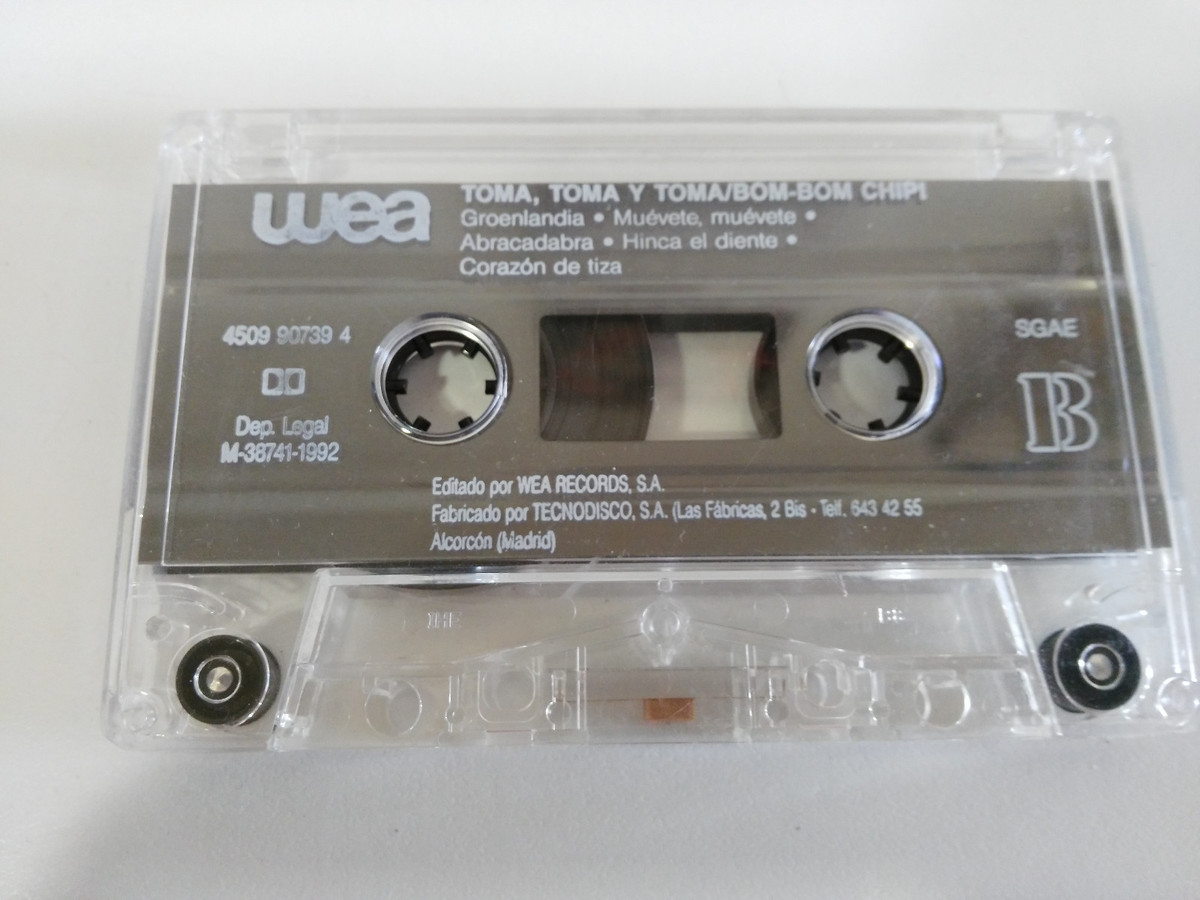 wea
TOMA, TOMA Y TOMA/BOM-BOM CHIP!
Groenlandia • Muévete, muévete •
Abracadabra • Hinca el diente •
Corazón de tiza
4509 90739 4
SGAE
B
Dep. Legal
M-38741-1992
Editado por WEA RECORDS, S.A.
Fabricado por TECNODISCO, S.A. (Las Fábricas, 2 Bis - Telf. 643 42 55
Alcorcón (Madrid)